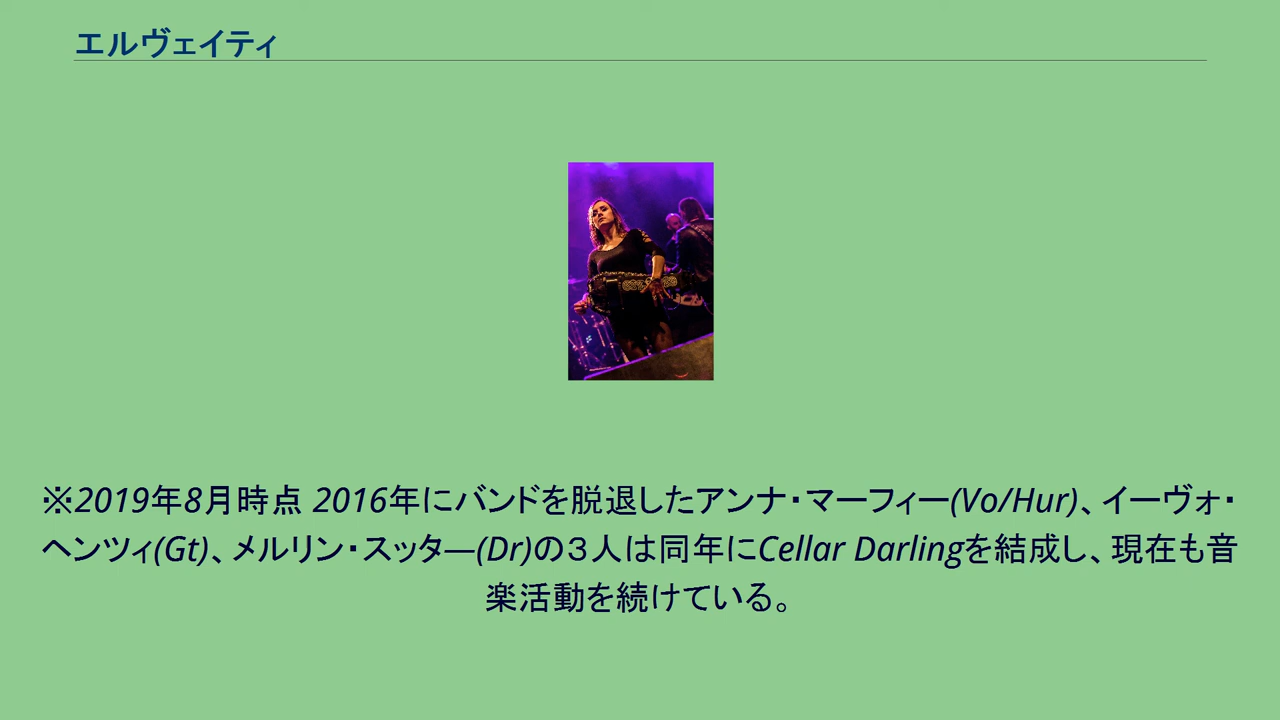 エルヴェイティ
※2019年8月時点 2016年にバンドを脱退したアンナ・マーフィー(Vo/Hur)、イーヴォ・
ヘンツィ(Gt)、メルリン・スッタ―(Dr)の３人は同年にCellar Darlingを結成し、現在も音
楽活動を続けている。